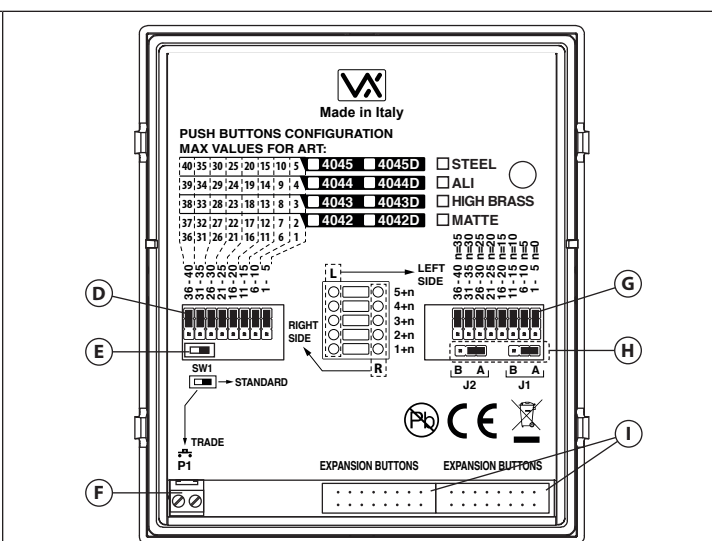 VX
Made in Italy
PUSH BUTTONS CONFIGURATION
MAX VALUES FOR ART:
40 35 30 25 20 15 10 5 4045 4045D STEEL
39 34 29 24 19 14 9 4 4044 4044D ALI
38 33 28 23 18 13 8 3 4043 4043D HIGH BRASS
37 32 27 22 17 12 7 2 4042 4042D MATTE
36 31 26 21 16 11 6 1
36 - 40
31 - 35
26 - 30
21 - 25
16 - 20
11 - 15
6 - 10
1 - 5
L
LEFT
SIDE
5+n
4+n
3+n
2+n
1+n
RIGHT
SIDE
R
36 - 40 n=35
31 - 35 n=30
26 - 30 n=25
21 - 25 n=20
16 - 20 n=15
11 - 15 n=10
6 - 10 n=5
1 - 5 n=0
D
G
E
H
SW1
STANDARD
B A B A
J2 J1
Pb
CE
TRADE
P1
I
EXPANSION BUTTONS EXPANSION BUTTONS
F